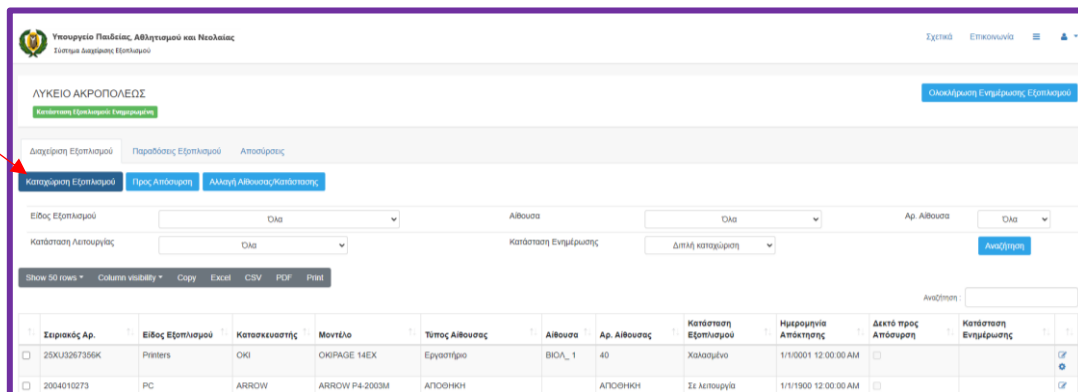 Υπουργείο Παιδείας, Αθλητισμού και Νεολαίας
Σύστημα Διαχείρισης Εξοπλισμού
Σχετικά Επικοινωνία
ΛΥΚΕΙΟ ΑΚΡΟΠΟΛΕΩΣ
Ολοκλήρωση Ενημέρωσης Εξοπλισμού
Κατάσταση Εξοπλισμού: Ενημερωμένη
Διαχείριση Εξοπλισμού Παραδόσεις Εξοπλισμού Αποσύρσεις
Καταχώριση Εξοπλισμού Προς Απόσυρση Αλλαγή Αίθουσας/Κατάστασης
Είδος Εξοπλισμού Όλα Αίθουσα Όλα Αρ. Αίθουσα Όλα
Κατάσταση Λειτουργίας Όλα Κατάσταση Ενημέρωσης Διπλή καταχώριση Αναζήτηση
Show 50 rows Column visibility Copy Excel CSV PDF Print
Αναζήτηση :
Σειριακός Αρ. Είδος Εξοπλισμού Κατασκευαστής Μοντέλο Τύπος Αίθουσας Αίθουσα Αρ. Αίθουσας Κατάσταση Εξοπλισμού Ημερομηνία Απόκτησης Δεκτό προς Απόσυρση Κατάσταση Ενημέρωσης
25XU3267356K Printers OKI OKIPAGE 14EX Εργαστήριο ΒΙΟΛ_ 1 40 Χαλασμένο 1/1/0001 12:00:00 AM
2004010273 PC ARROW ARROW P4-2003M ΑΠΟΘΗΚΗ ΑΠΟΘΗΚΗ Σε λειτουργία 1/1/1900 12:00:00 AM